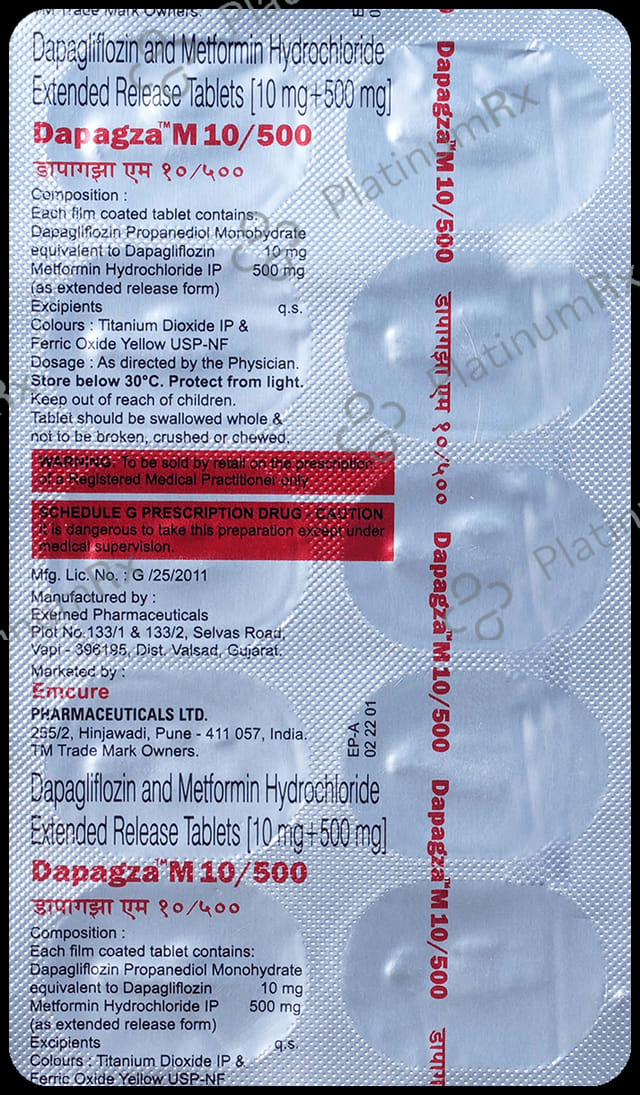 TM Trade Mark Owners.
Dapagliflozin and Metformin Hydrochloride
Extended Release Tablets [10 mg+500 mg]
Dapagza™M 10/500
डापागझा एम १०/५००
Composition :
Each film coated tablet contains:
Dapagliflozin Propanediol Monohydrate
equivalent to Dapagliflozin 10 mg
Metformin Hydrochloride IP 500 mg
(as extended release form)
Excipients q.s.
Colours : Titanium Dioxide IP &
Ferric Oxide Yellow USP-NF
Dosage : As directed by the Physician.
Store below 30°C. Protect from light.
Keep out of reach of children.
Tablet should be swallowed whole &
not to be broken, crushed or chewed.
WARNING: To be sold by retail on the prescription
of a Registered Medical Practitioner only
SCHEDULE G PRESCRIPTION DRUG - CAUTION
It is dangerous to take this preparation except under
medical supervision.
Mfg. Lic. No. : G /25/2011
Manufactured by :
Exemed Pharmaceuticals
Plot No.133/1 & 133/2, Selvas Road,
Vapi - 396195, Dist. Valsad, Gujarat.
Marketed by :
Emcure
PHARMACEUTICALS LTD.
255/2, Hinjawadi, Pune - 411 057, India.
TM Trade Mark Owners.
EP-A
02 22 01
Dapagliflozin and Metformin Hydrochloride
Extended Release Tablets [10 mg+500 mg]
Dapagza™M 10/500
डापागझा एम १०/५००
Composition :
Each film coated tablet contains:
Dapagliflozin Propanediol Monohydrate
equivalent to Dapagliflozin 10 mg
Metformin Hydrochloride IP 500 mg
(as extended release form)
Excipients q.s.
Colours : Titanium Dioxide IP &
Ferric Oxide Yellow USP-NF
Dapagza™M 10/500 डापागझा एम १०/५०० Dapagza™M 10/500 Dapagza™M 10/500 डापाग
PlatinumRx
PlatinumRx
PlatinumRx